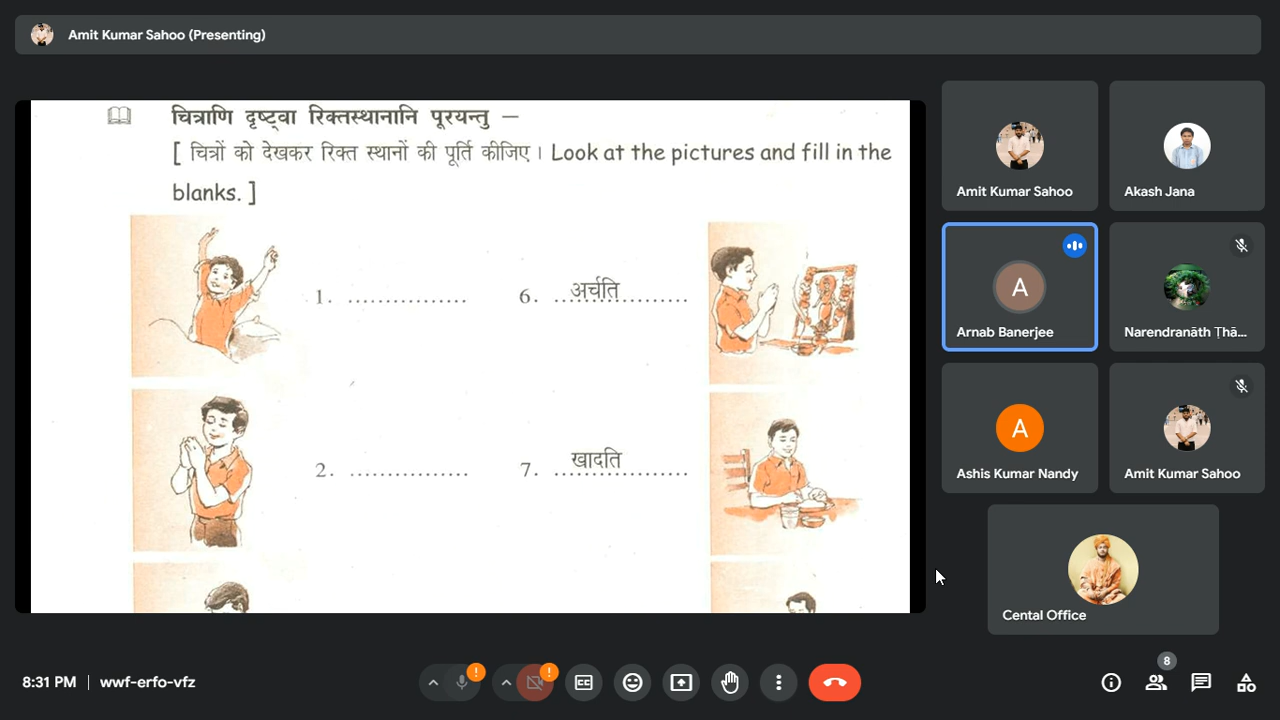 Amit Kumar Sahoo (Presenting)
चित्राणि दृष्ट्वा रिक्तस्थानानि पूरयन्तु —
[ चित्रों को देखकर रिक्त स्थानों की पूर्ति कीजिए । Look at the pictures and fill in the
blanks. ]
1. ................
6. अर्चति
2. ................
7. खादति
Amit Kumar Sahoo
Akash Jana
A
Arnab Banerjee
Narendranāth Ṭhā...
A
Ashis Kumar Nandy
Amit Kumar Sahoo
Cental Office
8:31 PM | wwf-erfo-vfz
8